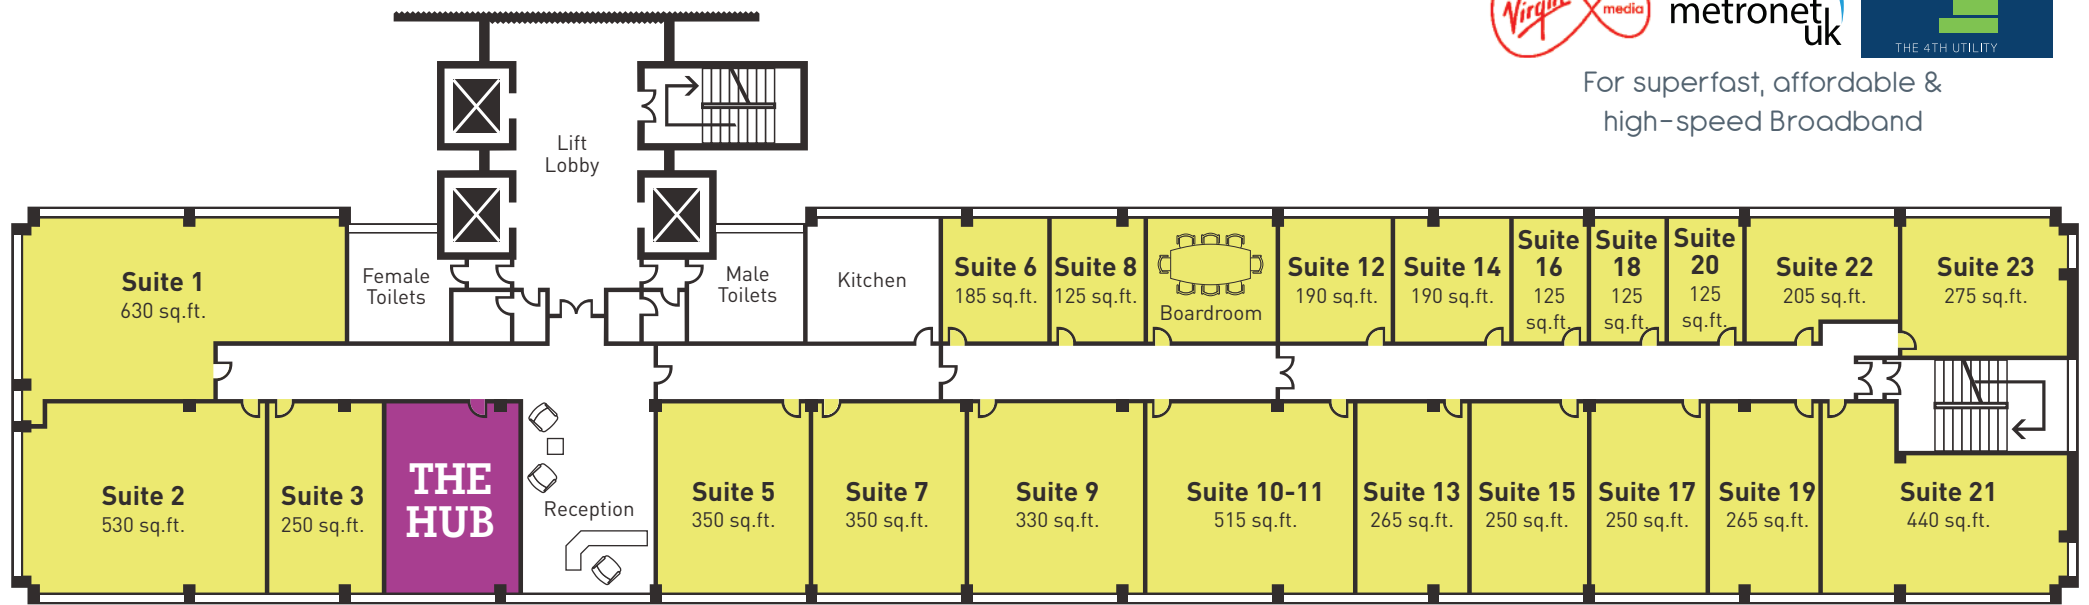 Virgin
media
metronet
uk
THE 4TH UTILITY
For superfast, affordable &
high-speed Broadband
Lift
Lobby
Suite 1
630 sq.ft.
Female
Toilets
Male
Toilets
Kitchen
Suite 6
185 sq.ft.
Suite 8
125 sq.ft.
Boardroom
Suite 12
190 sq.ft.
Suite 14
190 sq.ft.
Suite
16
125
sq.ft.
Suite
18
125
sq.ft.
Suite
20
125
sq.ft.
Suite 22
205 sq.ft.
Suite 23
275 sq.ft.
Suite 2
530 sq.ft.
Suite 3
250 sq.ft.
THE
HUB
Reception
Suite 5
350 sq.ft.
Suite 7
350 sq.ft.
Suite 9
330 sq.ft.
Suite 10-11
515 sq.ft.
Suite 13
265 sq.ft.
Suite 15
250 sq.ft.
Suite 17
250 sq.ft.
Suite 19
265 sq.ft.
Suite 21
440 sq.ft.